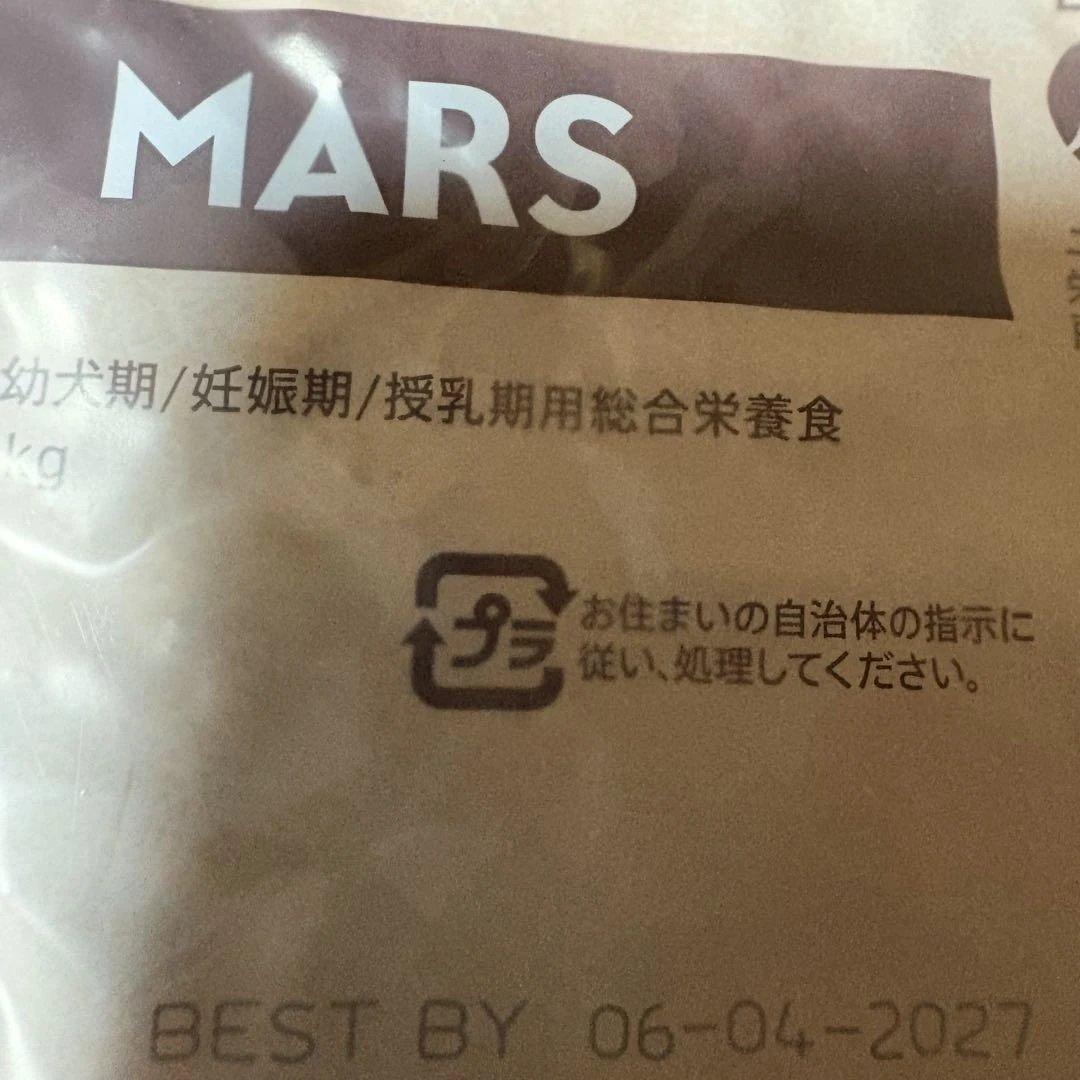 MARS
幼犬期/妊娠期/授乳期用総合栄養食
kg
プラ
お住まいの自治体の指示に
従い、処理してください。
BEST BY 06-04-2027